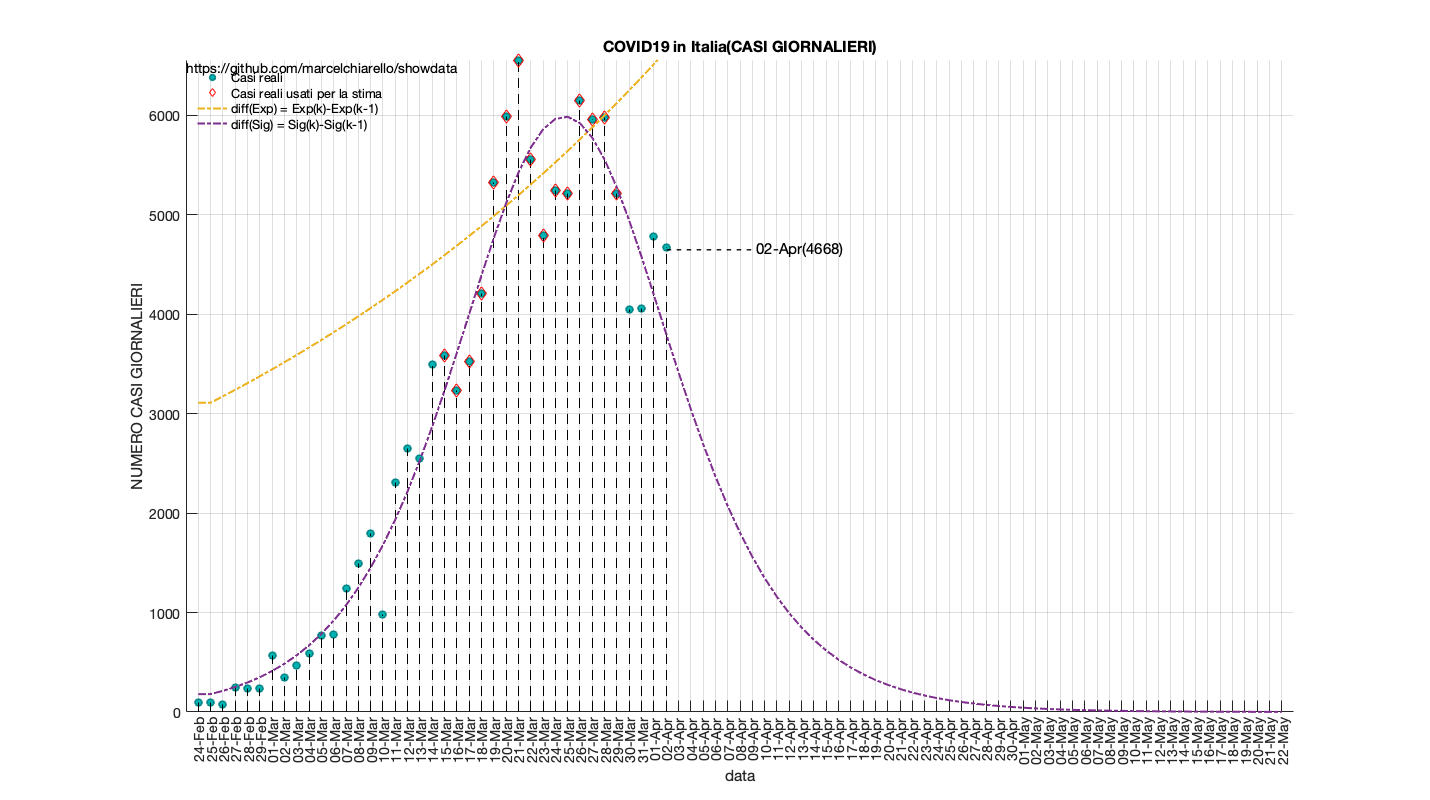 COVID19 in Italia(CASI GIORNALIERI)
https://github.com/marcelchiarello/showdata
Casi reali
Casi reali usati per la stima
diff(Exp) = Exp(k)-Exp(k-1)
diff(Sig) = Sig(k)-Sig(k-1)
6000
5000
4000
3000
2000
1000
0
NUMERO CASI GIORNALIERI
02-Apr(4668)
24-Feb
25-Feb
26-Feb
27-Feb
28-Feb
29-Feb
01-Mar
02-Mar
03-Mar
04-Mar
05-Mar
06-Mar
07-Mar
08-Mar
09-Mar
10-Mar
11-Mar
12-Mar
13-Mar
14-Mar
15-Mar
16-Mar
17-Mar
18-Mar
19-Mar
20-Mar
21-Mar
22-Mar
23-Mar
24-Mar
25-Mar
26-Mar
27-Mar
28-Mar
29-Mar
30-Mar
31-Mar
01-Apr
02-Apr
03-Apr
04-Apr
05-Apr
06-Apr
07-Apr
08-Apr
09-Apr
10-Apr
11-Apr
12-Apr
13-Apr
14-Apr
15-Apr
16-Apr
17-Apr
18-Apr
19-Apr
20-Apr
21-Apr
22-Apr
23-Apr
24-Apr
25-Apr
26-Apr
27-Apr
28-Apr
29-Apr
30-Apr
01-May
02-May
03-May
04-May
05-May
06-May
07-May
08-May
09-May
10-May
11-May
12-May
13-May
14-May
15-May
16-May
17-May
18-May
19-May
20-May
21-May
22-May
data